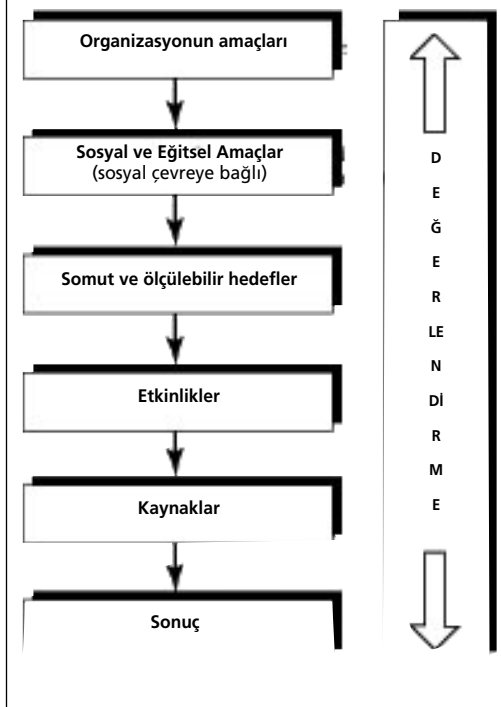 Organizasyonun amaçları
Sosyal ve Eğitsel Amaçlar
(sosyal çevreye bağlı)
Somut ve ölçülebilir hedefler
Etkinlikler
Kaynaklar
Sonuç
D
E
Ğ
E
R
LE
N
Dİ
R
M
E